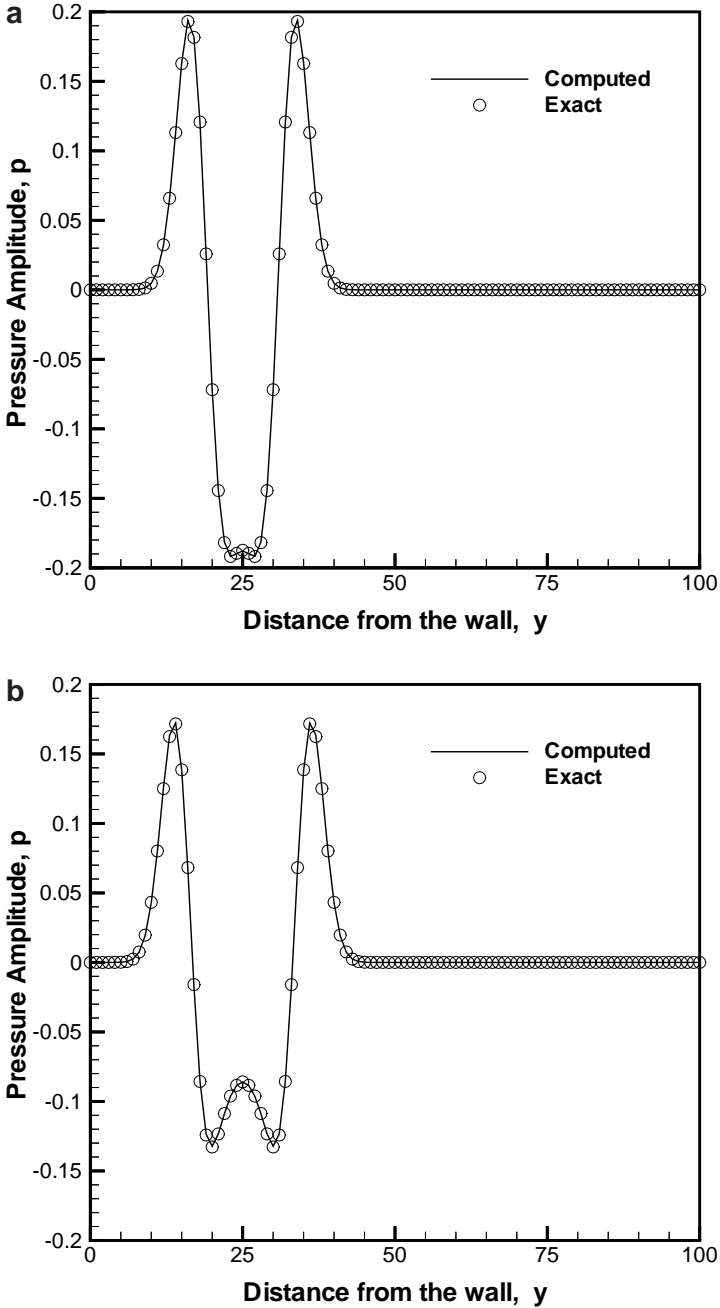 a
0.2
0.15
0.1
0.05
0
-0.05
-0.1
-0.15
-0.2
Pressure Amplitude, p
Computed
Exact
0 25 50 75 100
Distance from the wall, y
b
0.2
0.15
0.1
0.05
0
-0.05
-0.1
-0.15
-0.2
Pressure Amplitude, p
Computed
Exact
0 25 50 75 100
Distance from the wall, y